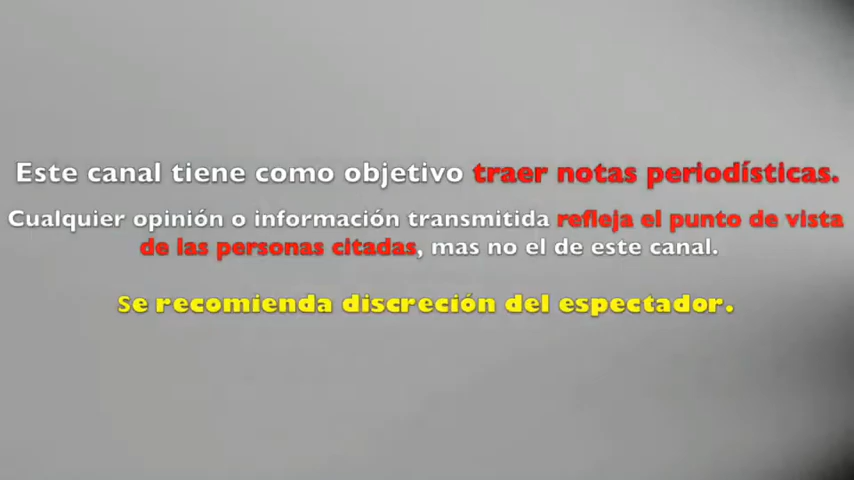 Este canal tiene como objetivo traer notas periodísticas.
Cualquier opinión o información transmitida refleja el punto de vista
de las personas citadas, mas no el de este canal.
Se recomienda discreción del espectador.